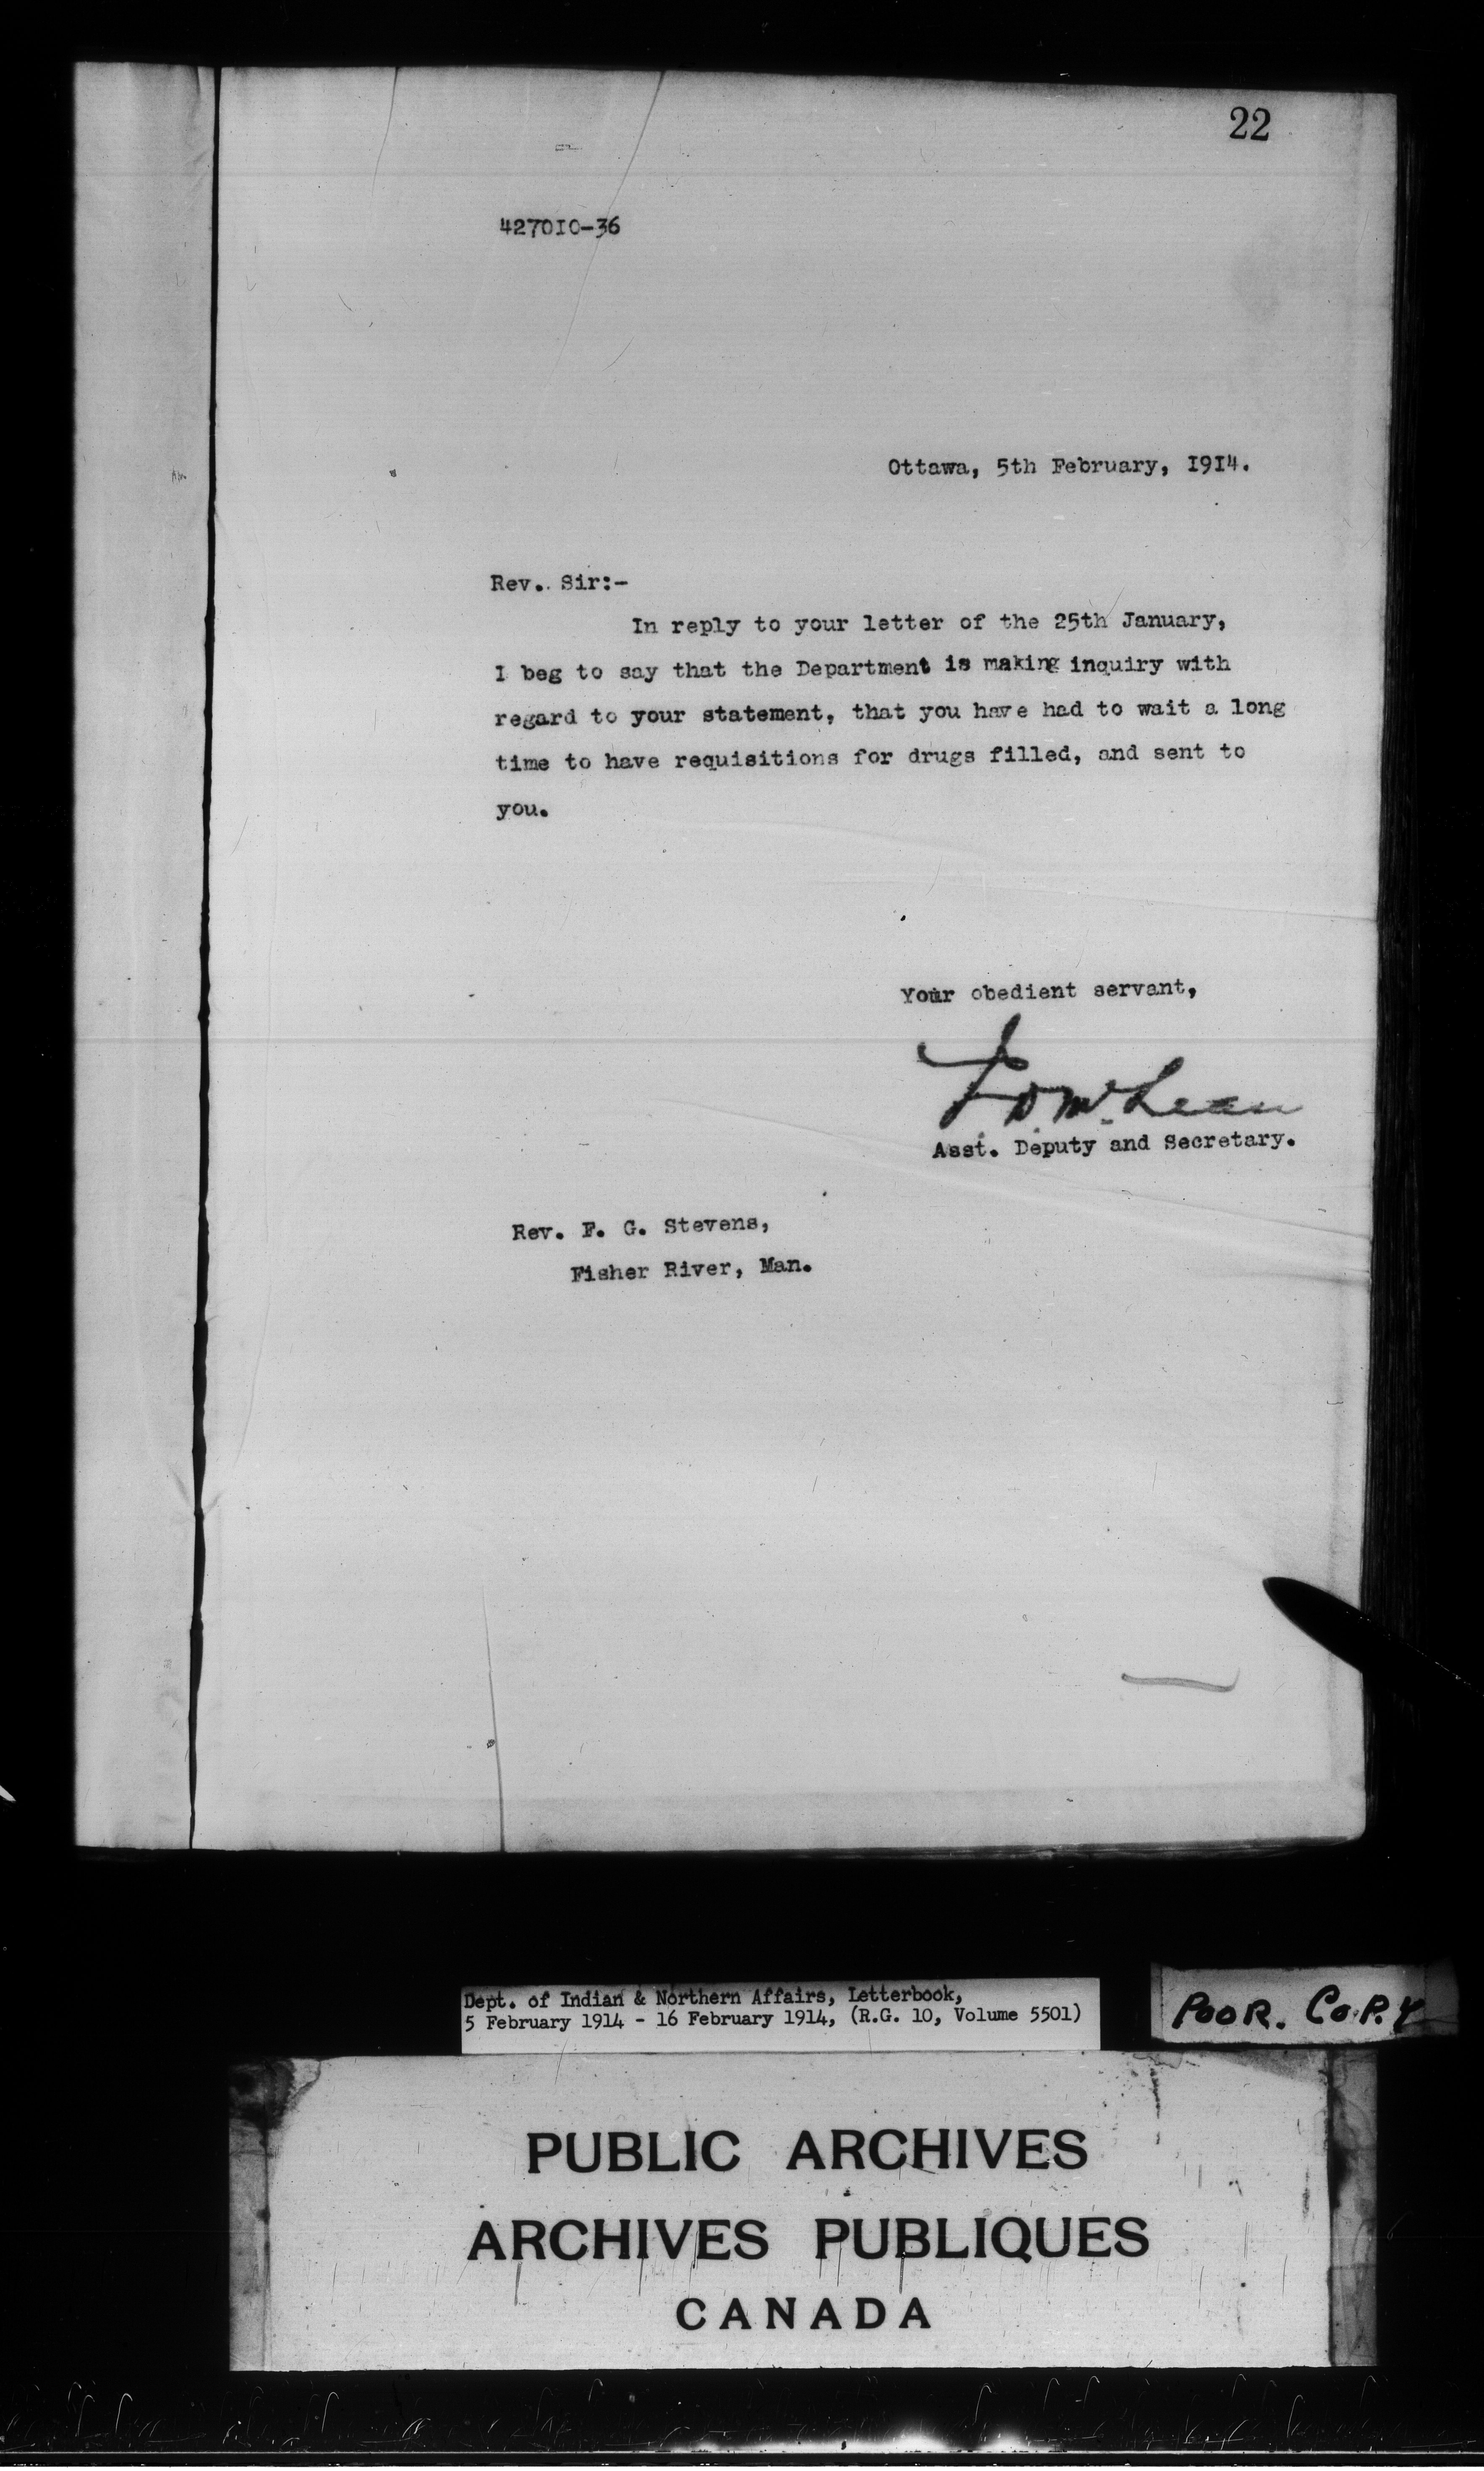 22
427010-36
Ottawa, 5th February, 1914.
Rev. Sir:-
In reply to your letter of the 25th January,
I beg to say that the Department is making inquiry with
regard to your statement, that you have had to wait a long
time to have requisitions for drugs filled, and sent to
you.
Your obedient servant,
J D McLean
Asst. Deputy and Secretary.
Rev. F. G. Stevens,
Fisher River, Man.
Dept. of Indian & Northern Affairs, Letterbook,
5 February 1914 - 16 February 1914, (R.G. 10, Volume 5501)
POOR. COPY
PUBLIC ARCHIVES
ARCHIVES PUBLIQUES
CANADA